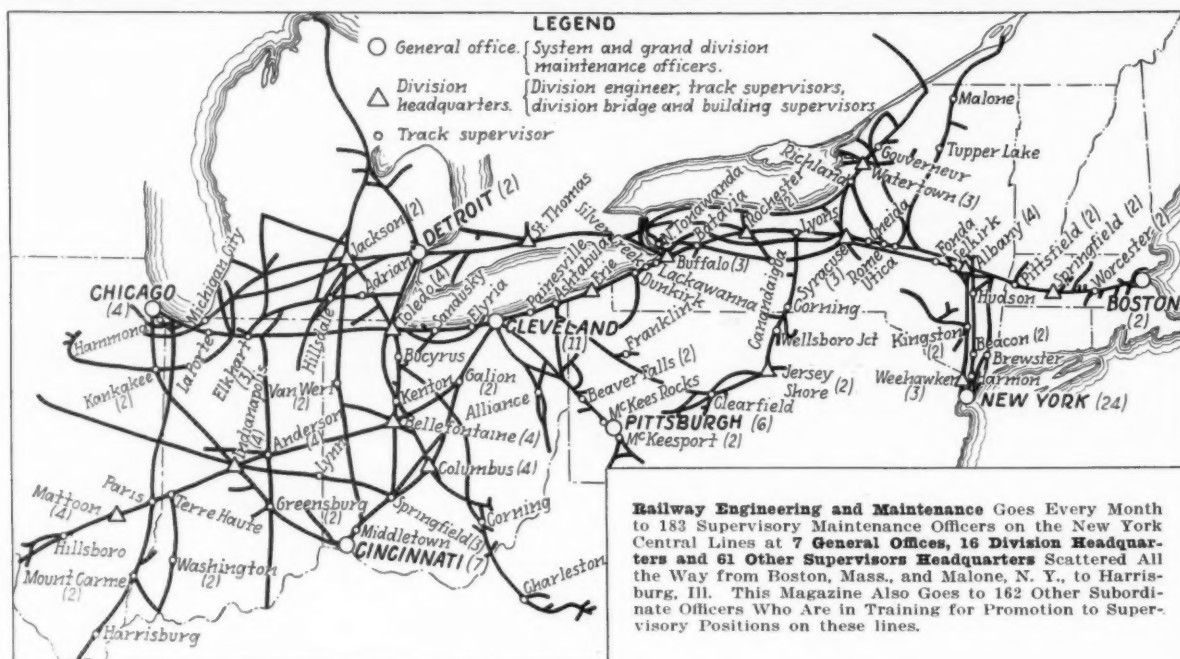 LEGEND
General office. { System and grand division
maintenance officers.
Division
headquarters. { Division engineer, track supervisors,
division bridge and building supervisors
Track supervisor
Malone
Tupper Lake
Gouverneur
Richland
Watertown (3)
St. Thomas
Silver Creek
Tonawanda
Batavia
Rochester (2)
Lyons
Oneida
Fonda
Selkirk
Albany (4)
Pittsfield (2)
Springfield (2)
Worcester (2)
Jackson (2)
DETROIT (2)
Michigan City
Adrian
Toledo (4)
Sandusky
Elyria
Painesville
Ashtabula
Erie
Buffalo (3)
Lackawanna
Dunkirk
Canandaigua
Syracuse (3)
Rome
Utica
Hudson
BOSTON
(2)
CHICAGO
(4)
Hammond
LaPorte
Elkhart (3)
Hillsdale
CLEVELAND
(11)
Franklin
Corning
Wellsboro Jct
Kingston
(2)
Beacon (2)
Brewster
Bucyrus
Kankakee
(2)
Indianapolis
(4)
Van Wert
(2)
Kenton
Galion
(2)
Alliance
Beaver Falls (2)
McKees Rocks
Jersey
Shore (2)
Clearfield
Weehawken
(3)
Harmon
NEW YORK (24)
Anderson
(4)
Bellefontaine (4)
PITTSBURGH (6)
McKeesport (2)
Lynn
Columbus (4)
Paris
Mattoon
(4)
Terre Haute
Greensburg
(2)
Springfield (3)
Corning
Hillsboro
Middletown
CINCINNATI (7)
Washington
(2)
Mount Carmel
(2)
Charleston
Harrisburg
Railway Engineering and Maintenance Goes Every Month
to 183 Supervisory Maintenance Officers on the New York
Central Lines at 7 General Offices, 16 Division Headquar-
ters and 61 Other Supervisors Headquarters Scattered All
the Way from Boston, Mass., and Malone, N. Y., to Harris-
burg, Ill. This Magazine Also Goes to 162 Other Subordi-
nate Officers Who Are in Training for Promotion to Super-
visory Positions on these lines.